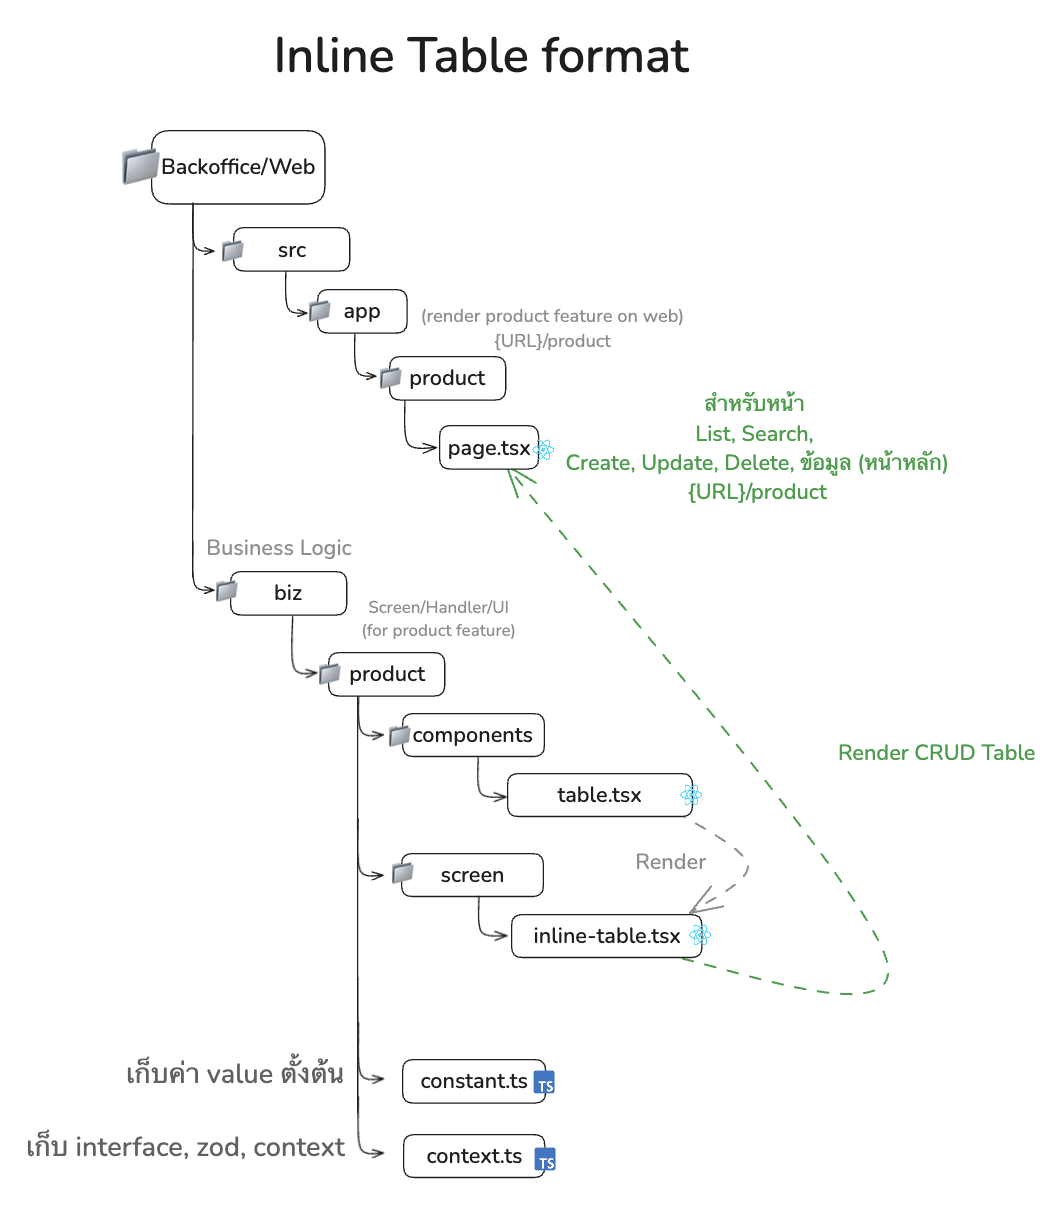 Inline Table format
Backoffice/Web
src
app
(render product feature on web)
{URL}/product
product
page.tsx
สำหรับหน้า
List, Search,
Create, Update, Delete, ข้อมูล (หน้าหลัก)
{URL}/product
Business Logic
biz
Screen/Handler/UI
(for product feature)
product
components
Render CRUD Table
table.tsx
Render
screen
inline-table.tsx
เก็บค่า value ตั้งต้น
constant.ts
TS
เก็บ interface, zod, context
context.ts
TS